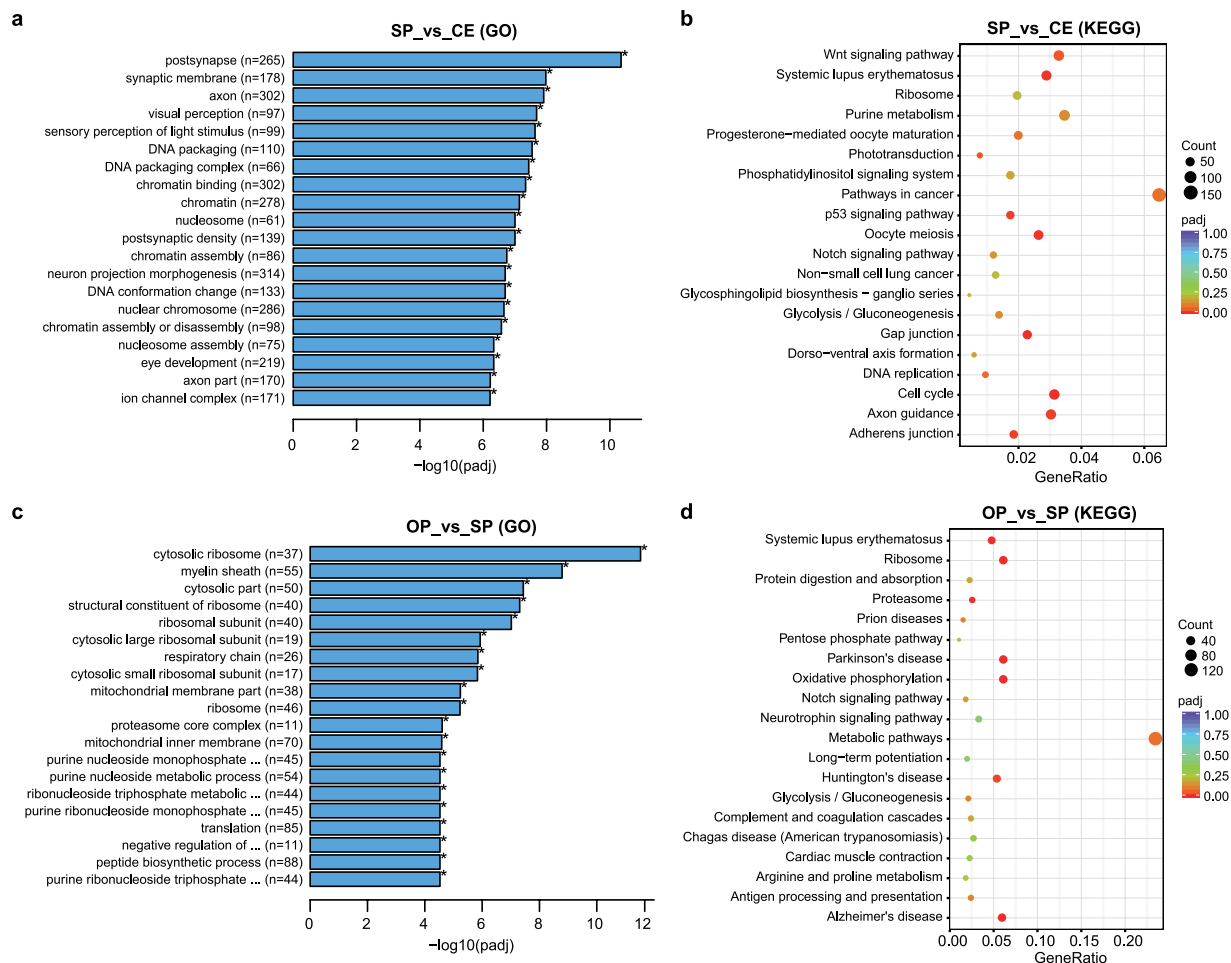 a
SP_vs_CE (GO)
postsynapse (n=265)
synaptic membrane (n=178)
axon (n=302)
visual perception (n=97)
sensory perception of light stimulus (n=99)
DNA packaging (n=110)
DNA packaging complex (n=66)
chromatin binding (n=302)
chromatin (n=278)
nucleosome (n=61)
postsynaptic density (n=139)
chromatin assembly (n=86)
neuron projection morphogenesis (n=314)
DNA conformation change (n=133)
nuclear chromosome (n=286)
chromatin assembly or disassembly (n=98)
nucleosome assembly (n=75)
eye development (n=219)
axon part (n=170)
ion channel complex (n=171)
* * * * * * * * * * * * * * * * * * * *
0 2 4 6 8 10
−log10(padj)
b
SP_vs_CE (KEGG)
Wnt signaling pathway
Systemic lupus erythematosus
Ribosome
Purine metabolism
Progesterone−mediated oocyte maturation
Phototransduction
Phosphatidylinositol signaling system
Pathways in cancer
p53 signaling pathway
Oocyte meiosis
Notch signaling pathway
Non−small cell lung cancer
Glycosphingolipid biosynthesis − ganglio series
Glycolysis / Gluconeogenesis
Gap junction
Dorso−ventral axis formation
DNA replication
Cell cycle
Axon guidance
Adherens junction
0.02 0.04 0.06
GeneRatio
Count
50
100
150
padj
1.00
0.75
0.50
0.25
0.00
c
OP_vs_SP (GO)
cytosolic ribosome (n=37)
myelin sheath (n=55)
cytosolic part (n=50)
structural constituent of ribosome (n=40)
ribosomal subunit (n=40)
cytosolic large ribosomal subunit (n=19)
respiratory chain (n=26)
cytosolic small ribosomal subunit (n=17)
mitochondrial membrane part (n=38)
ribosome (n=46)
proteasome core complex (n=11)
mitochondrial inner membrane (n=70)
purine nucleoside monophosphate ... (n=45)
purine nucleoside metabolic process (n=54)
ribonucleoside triphosphate metabolic ... (n=44)
purine ribonucleoside monophosphate ... (n=45)
translation (n=85)
negative regulation of ... (n=11)
peptide biosynthetic process (n=88)
purine ribonucleoside triphosphate ... (n=44)
* * * * * * * * * * * * * * * * * * * *
0 2 4 6 8 10 12
−log10(padj)
d
OP_vs_SP (KEGG)
Systemic lupus erythematosus
Ribosome
Protein digestion and absorption
Proteasome
Prion diseases
Pentose phosphate pathway
Parkinson's disease
Oxidative phosphorylation
Notch signaling pathway
Neurotrophin signaling pathway
Metabolic pathways
Long−term potentiation
Huntington's disease
Glycolysis / Gluconeogenesis
Complement and coagulation cascades
Chagas disease (American trypanosomiasis)
Cardiac muscle contraction
Arginine and proline metabolism
Antigen processing and presentation
Alzheimer's disease
0.00 0.05 0.10 0.15 0.20
GeneRatio
Count
40
80
120
padj
1.00
0.75
0.50
0.25
0.00